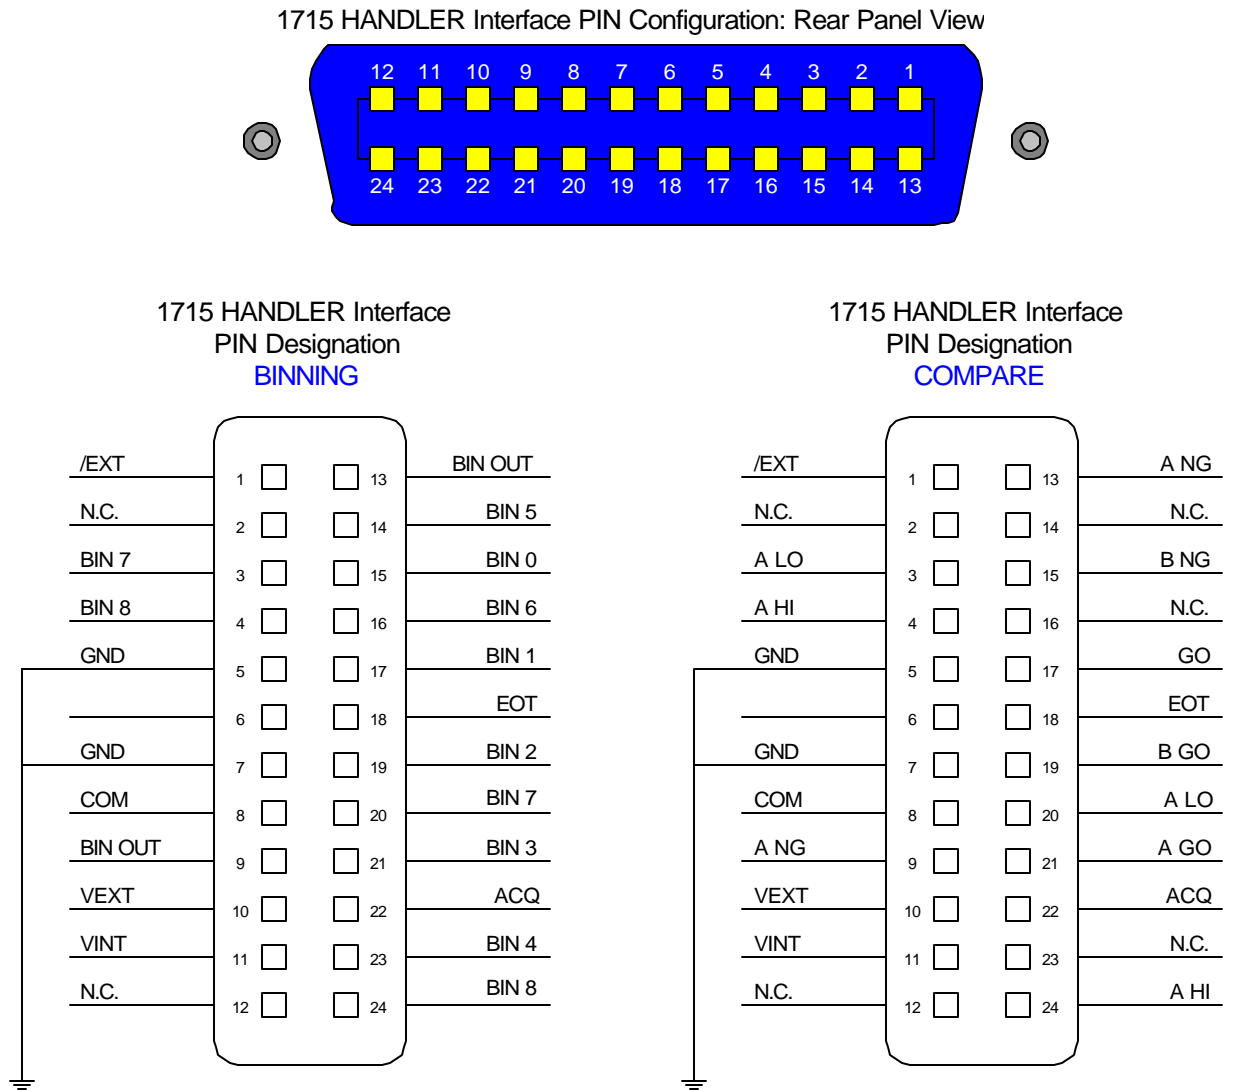 1715 HANDLER Interface PIN Configuration: Rear Panel View
12 11 10 9 8 7 6 5 4 3 2 1
24 23 22 21 20 19 18 17 16 15 14 13
1715 HANDLER Interface
PIN Designation
BINNING
/EXT 1 13 BIN OUT
N.C. 2 14 BIN 5
BIN 7 3 15 BIN 0
BIN 8 4 16 BIN 6
GND 5 17 BIN 1
6 18 EOT
GND 7 19 BIN 2
COM 8 20 BIN 7
BIN OUT 9 21 BIN 3
VEXT 10 22 ACQ
VINT 11 23 BIN 4
N.C. 12 24 BIN 8
1715 HANDLER Interface
PIN Designation
COMPARE
/EXT 1 13 A NG
N.C. 2 14 N.C.
A LO 3 15 B NG
A HI 4 16 N.C.
GND 5 17 GO
6 18 EOT
GND 7 19 B GO
COM 8 20 A LO
A NG 9 21 A GO
VEXT 10 22 ACQ
VINT 11 23 N.C.
N.C. 12 24 A HI